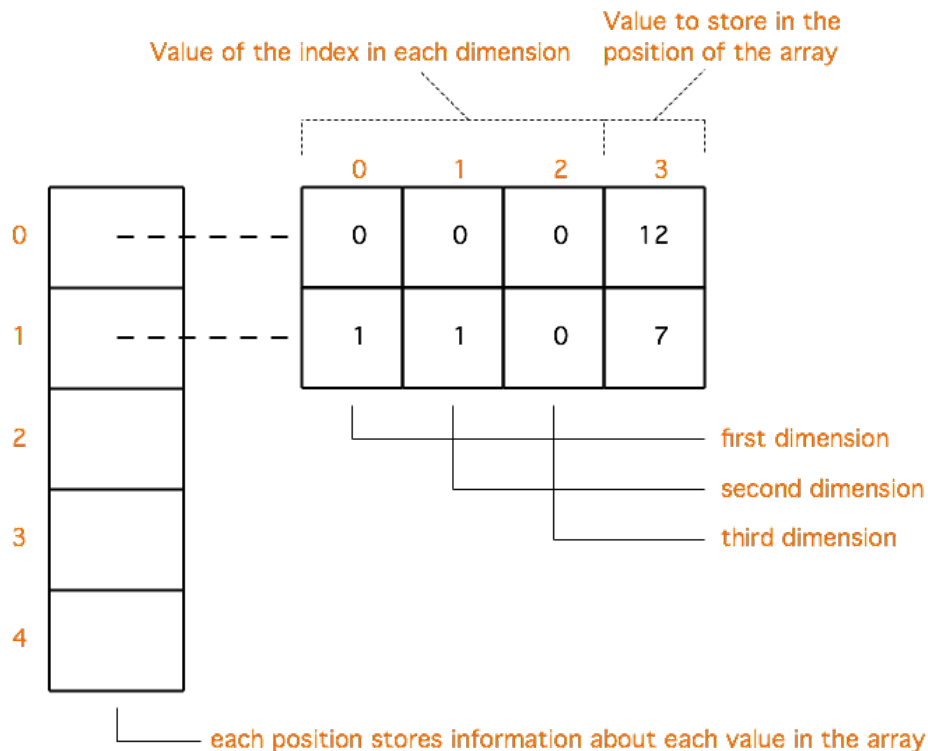 Value to store in the
Value of the index in each dimension
position of the array
0 1 2 3
0 0 0 0 12
1 1 1 0 7
2
first dimension
second dimension
3
third dimension
4
each position stores information about each value in the array